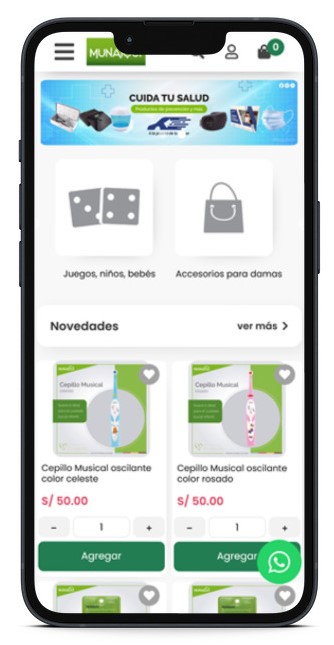 0
CUIDA TU SALUD
Productos de prevención y más
Juegos, niños, bebés
Accesorios para damas
Novedades
ver más
Cepillo Musical
Cepillo Musical
Cepillo Musical oscilante
color celeste
Cepillo Musical oscilante
color rosado
S/ 50.00
S/ 50.00
-
1
+
-
1
+
Agregar
Agregar